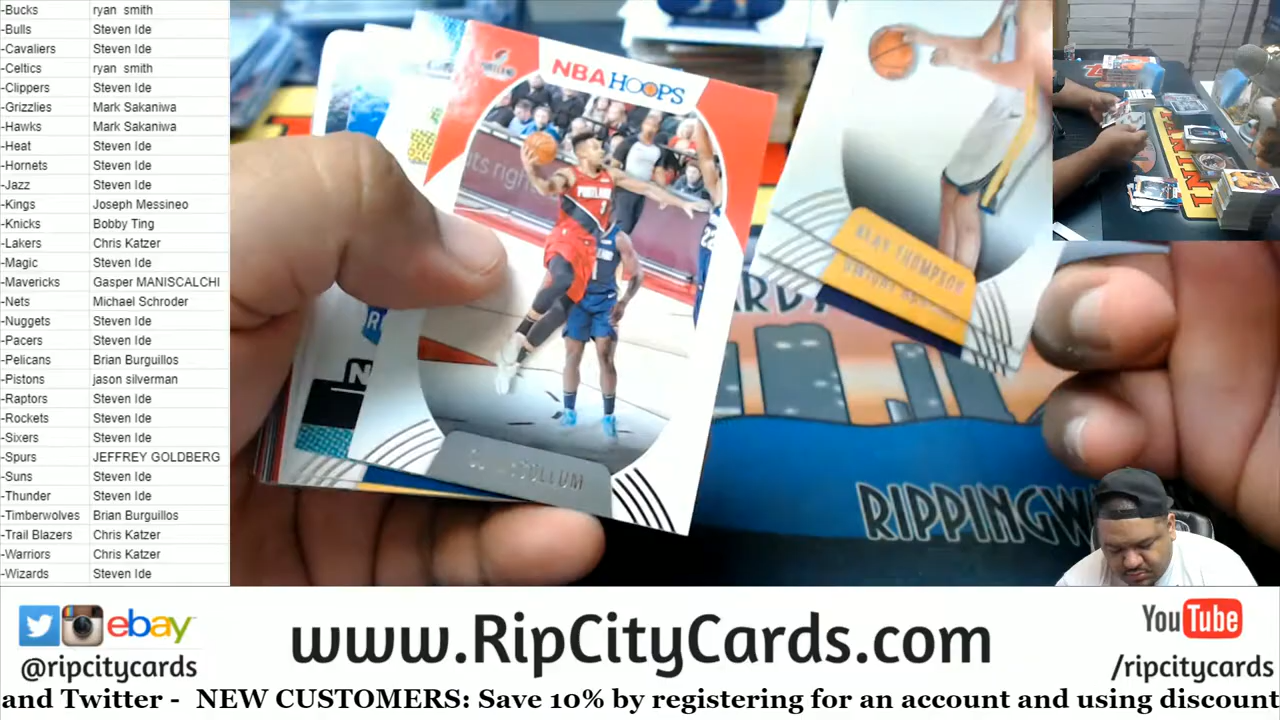 -Bucks ryan smith
-Bulls Steven Ide
-Cavaliers Steven Ide
-Celtics ryan smith
-Clippers Steven Ide
-Grizzlies Mark Sakaniwa
-Hawks Mark Sakaniwa
-Heat Steven Ide
-Hornets Steven Ide
-Jazz Steven Ide
-Kings Joseph Messineo
-Knicks Bobby Ting
-Lakers Chris Katzer
-Magic Steven Ide
-Mavericks Gasper MANISCALCHI
-Nets Michael Schroder
-Nuggets Steven Ide
-Pacers Steven Ide
-Pelicans Brian Burguillos
-Pistons jason silverman
-Raptors Steven Ide
-Rockets Steven Ide
-Sixers Steven Ide
-Spurs JEFFREY GOLDBERG
-Suns Steven Ide
-Thunder Steven Ide
-Timberwolves Brian Burguillos
-Trail Blazers Chris Katzer
-Warriors Chris Katzer
-Wizards Steven Ide
NBA HOOPS
PORTLAND
KLAY THOMPSON
DWIGHT
PANINI
RIPPINGW
ebay
@ripcitycards
www.RipCityCards.com
YouTube
/ripcitycards
and Twitter - NEW CUSTOMERS: Save 10% by registering for an account and using discount